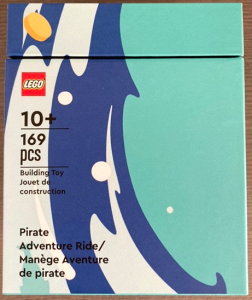 LEGO
10+
169
pcs
Building Toy
Jouet de
construction
Pirate
Adventure Ride/
Manège Aventure
de pirate